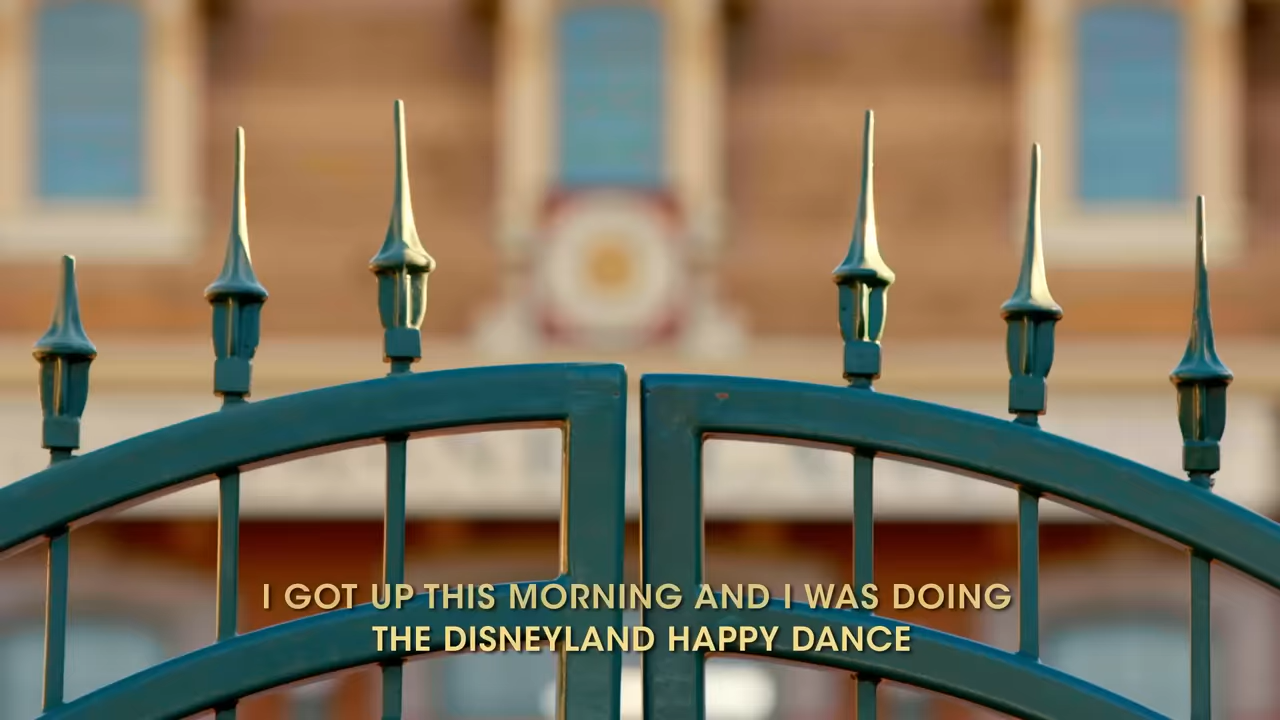 I GOT UP THIS MORNING AND I WAS DOING
THE DISNEYLAND HAPPY DANCE